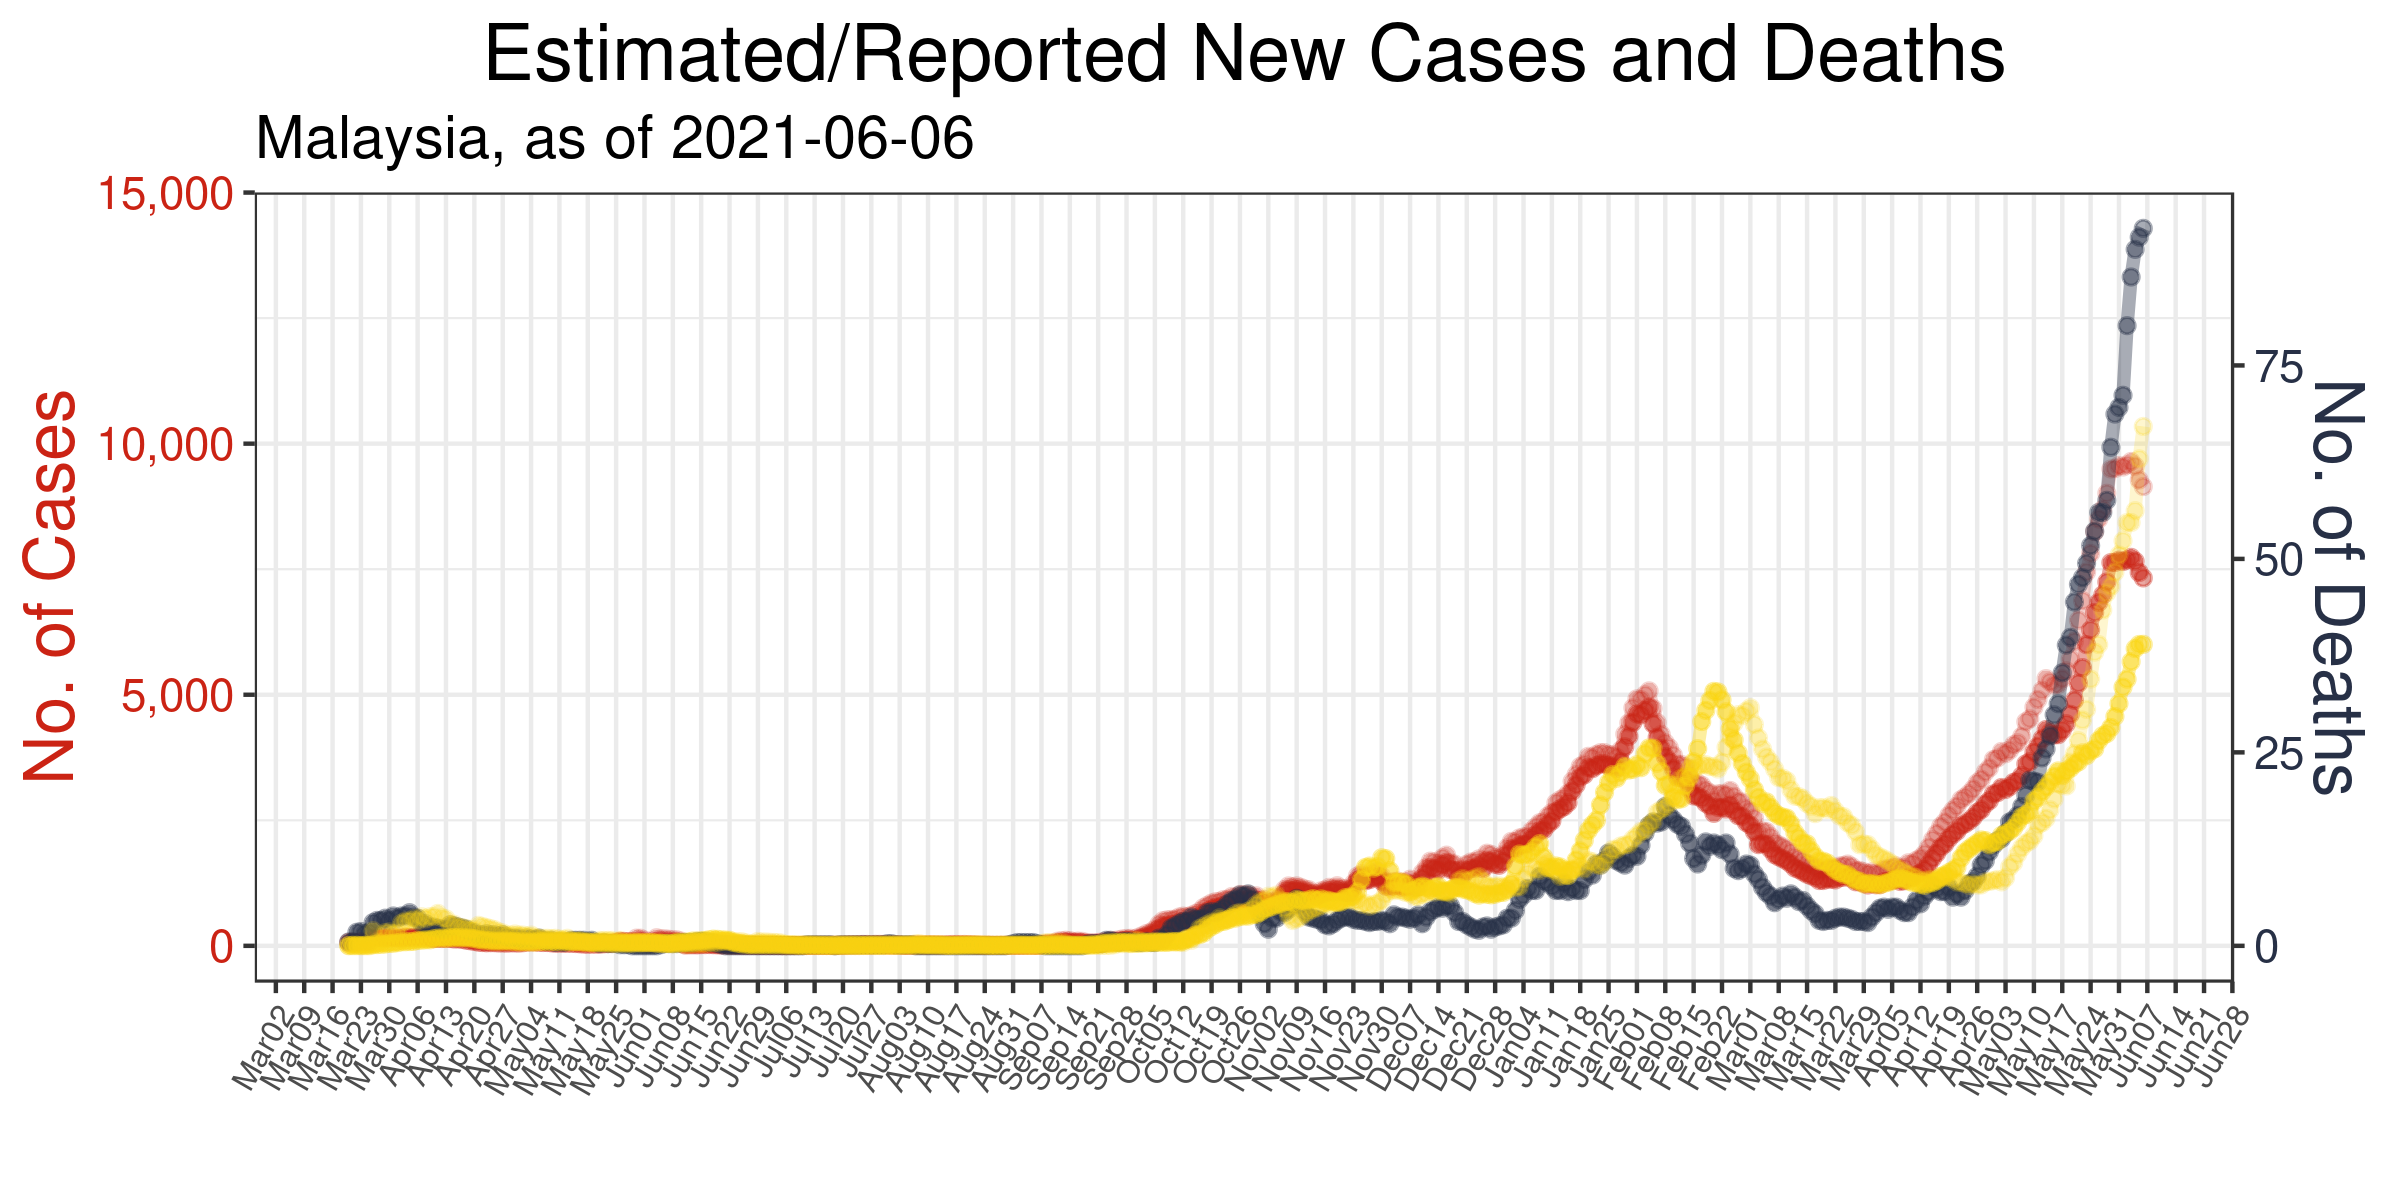 Estimated/Reported New Cases and Deaths
Malaysia, as of 2021-06-06
No. of Cases
15,000
10,000
5,000
0
75
50
25
0
No. of Deaths
Mar02
Mar09
Mar16
Mar23
Mar30
Apr06
Apr13
Apr20
Apr27
May04
May11
May18
May25
Jun01
Jun08
Jun15
Jun22
Jun29
Jul06
Jul13
Jul20
Jul27
Aug03
Aug10
Aug17
Aug24
Aug31
Sep07
Sep14
Sep21
Sep28
Oct05
Oct12
Oct19
Oct26
Nov02
Nov09
Nov16
Nov23
Nov30
Dec07
Dec14
Dec21
Dec28
Jan04
Jan11
Jan18
Jan25
Feb01
Feb08
Feb15
Feb22
Mar01
Mar08
Mar15
Mar22
Mar29
Apr05
Apr12
Apr19
Apr26
May03
May10
May17
May24
May31
Jun07
Jun14
Jun21
Jun28